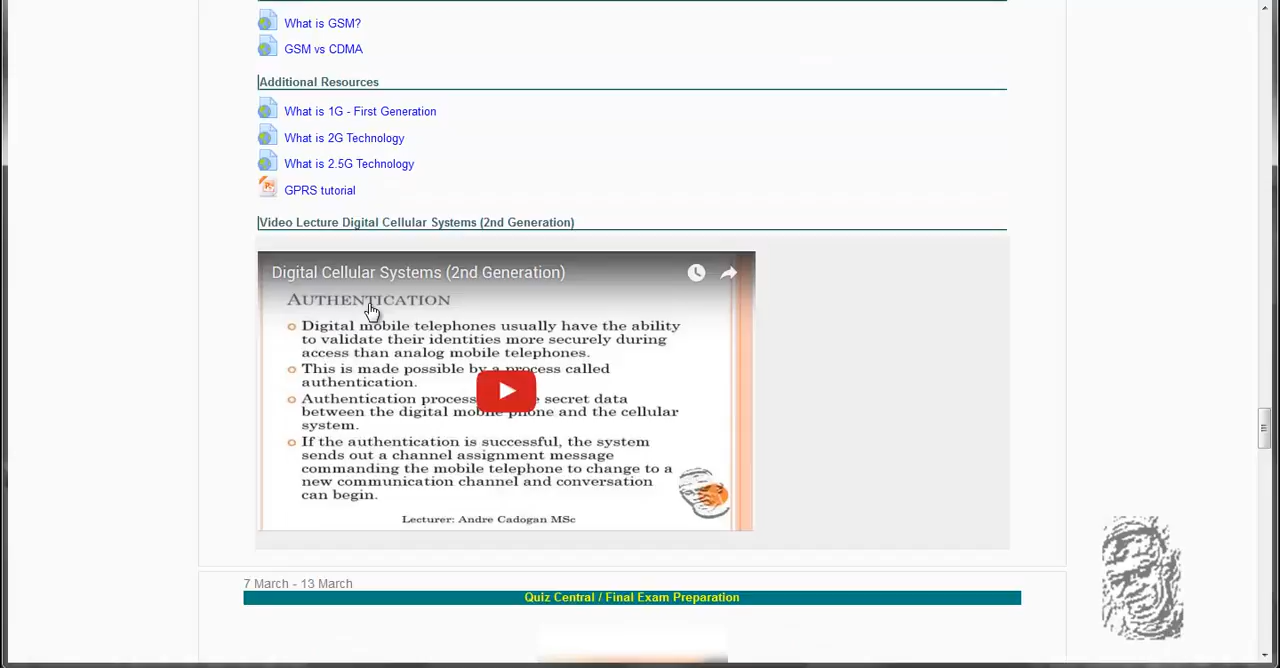 What is GSM?
GSM vs CDMA
Additional Resources
What is 1G - First Generation
What is 2G Technology
What is 2.5G Technology
GPRS tutorial
Video Lecture Digital Cellular Systems (2nd Generation)
Digital Cellular Systems (2nd Generation)
AUTHENTICATION
Digital mobile telephones usually have the ability
to validate their identities more securely during
access than analog mobile telephones.
This is made possible by a process called
authentication.
Authentication process secret data
between the digital mobile phone and the cellular
system.
If the authentication is successful, the system
sends out a channel assignment message
commanding the mobile telephone to change to a
new communication channel and conversation
can begin.
Lecturer: Andre Cadogan MSc
7 March - 13 March
Quiz Central / Final Exam Preparation